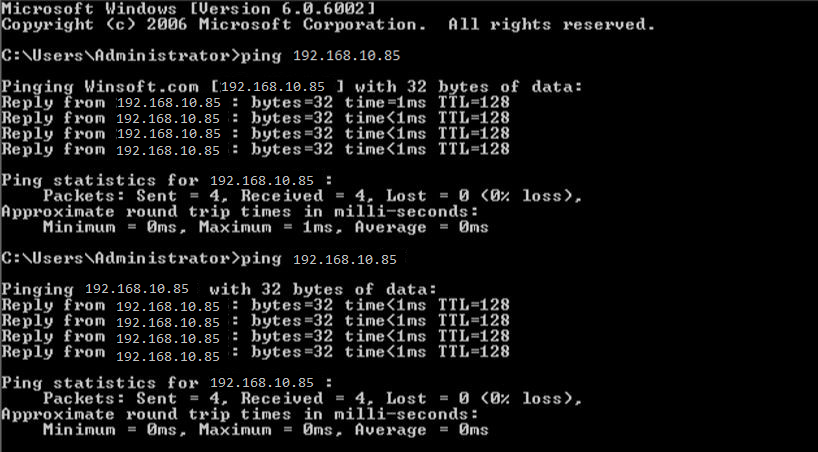 Microsoft Windows [Version 6.0.6002]
Copyright (c) 2006 Microsoft Corporation.  All rights reserved.
C:\Users\Administrator>ping 192.168.10.85
Pinging Winsoft.com [192.168.10.85 ] with 32 bytes of data:
Reply from 192.168.10.85 : bytes=32 time=1ms TTL=128
Reply from 192.168.10.85 : bytes=32 time<1ms TTL=128
Reply from 192.168.10.85 : bytes=32 time<1ms TTL=128
Reply from 192.168.10.85 : bytes=32 time<1ms TTL=128
Ping statistics for 192.168.10.85 :
    Packets: Sent = 4, Received = 4, Lost = 0 (0% loss),
Approximate round trip times in milli-seconds:
    Minimum = 0ms, Maximum = 1ms, Average = 0ms
C:\Users\Administrator>ping 192.168.10.85
Pinging 192.168.10.85  with 32 bytes of data:
Reply from 192.168.10.85 : bytes=32 time<1ms TTL=128
Reply from 192.168.10.85 : bytes=32 time<1ms TTL=128
Reply from 192.168.10.85 : bytes=32 time<1ms TTL=128
Reply from 192.168.10.85 : bytes=32 time<1ms TTL=128
Ping statistics for 192.168.10.85 :
    Packets: Sent = 4, Received = 4, Lost = 0 (0% loss),
Approximate round trip times in milli-seconds:
    Minimum = 0ms, Maximum = 0ms, Average = 0ms